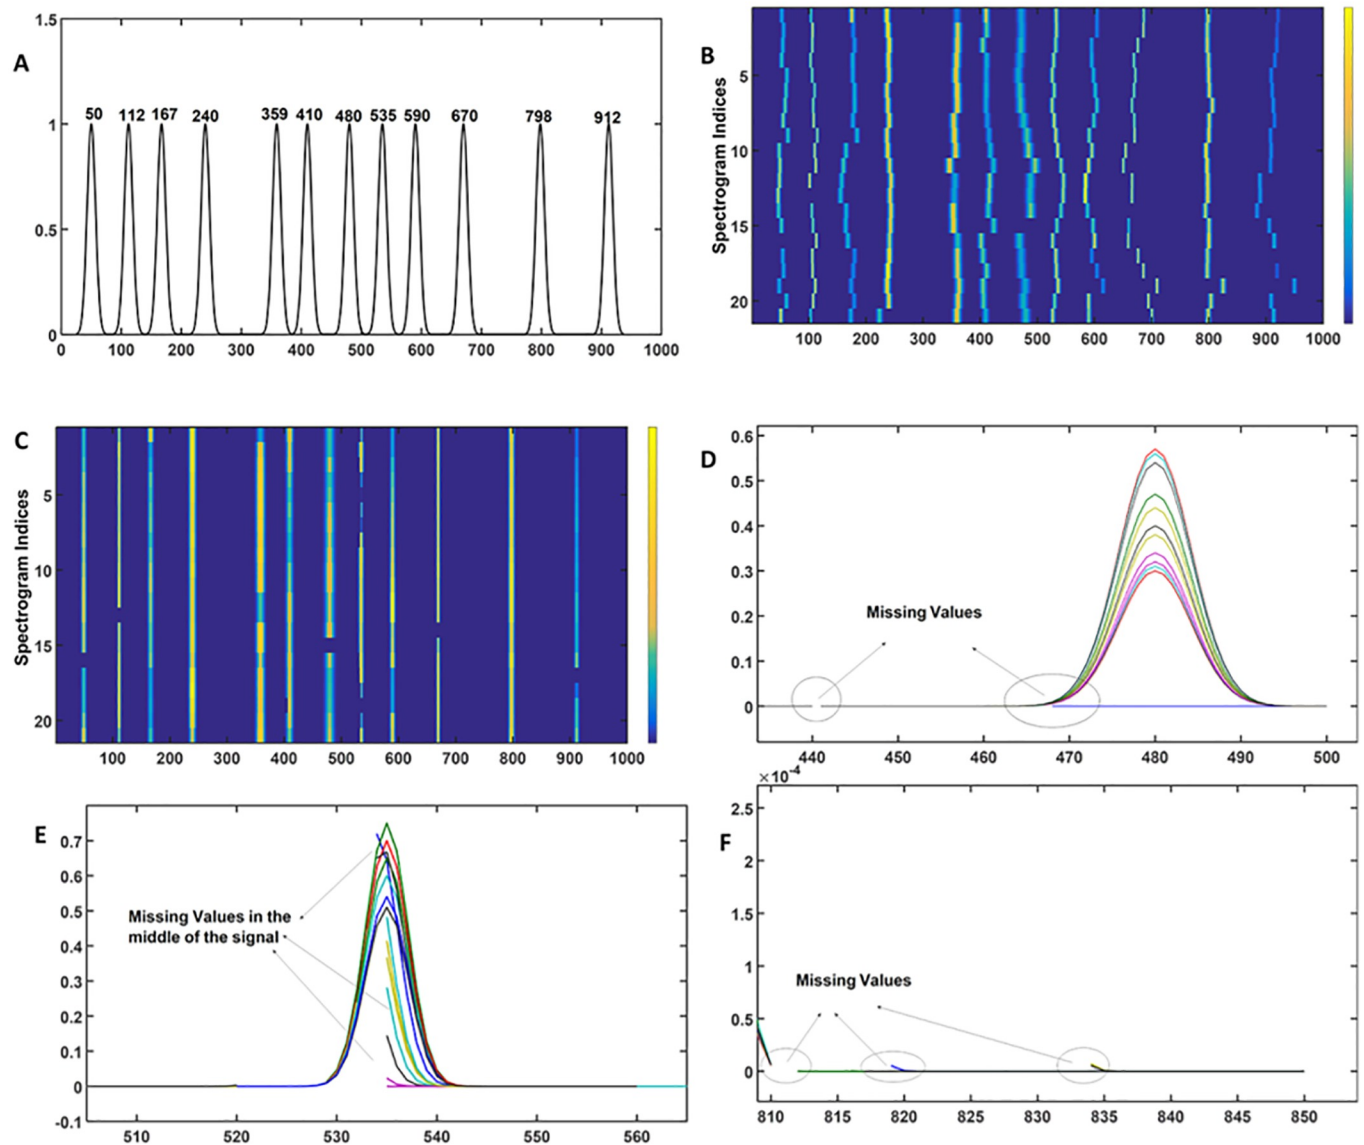 A
1.5
1
0.5
0
50 112 167 240 359 410 480 535 590 670 798 912
0 100 200 300 400 500 600 700 800 900 1000
B
Spectrogram Indices
5
10
15
20
100 200 300 400 500 600 700 800 900 1000
C
Spectrogram Indices
5
10
15
20
100 200 300 400 500 600 700 800 900 1000
D
0.6
0.5
0.4
0.3
0.2
0.1
0
Missing Values
440 450 460 470 480 490 500
E
0.7
0.6
0.5
0.4
0.3
0.2
0.1
0
-0.1
Missing Values in the
middle of the signal
510 520 530 540 550 560
F
×10-4
2.5
2
1.5
1
0.5
0
Missing Values
810 815 820 825 830 835 840 845 850